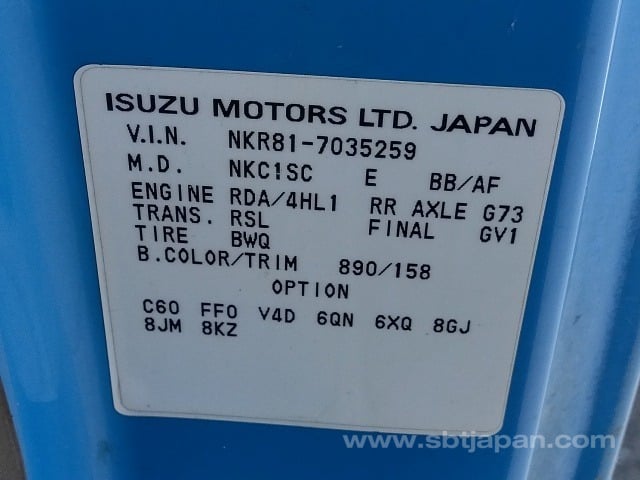 ISUZU MOTORS LTD. JAPAN
V.I.N. NKR81-7035259
M.D. NKC1SC E BB/AF
ENGINE RDA/4HL1 RR AXLE G73
TRANS. RSL FINAL GV1
TIRE BWQ
B.COLOR/TRIM 890/158
OPTION
C60 FF0 V4D 6QN 6XQ 8GJ
8JM 8KZ
www.sbtjapan.com